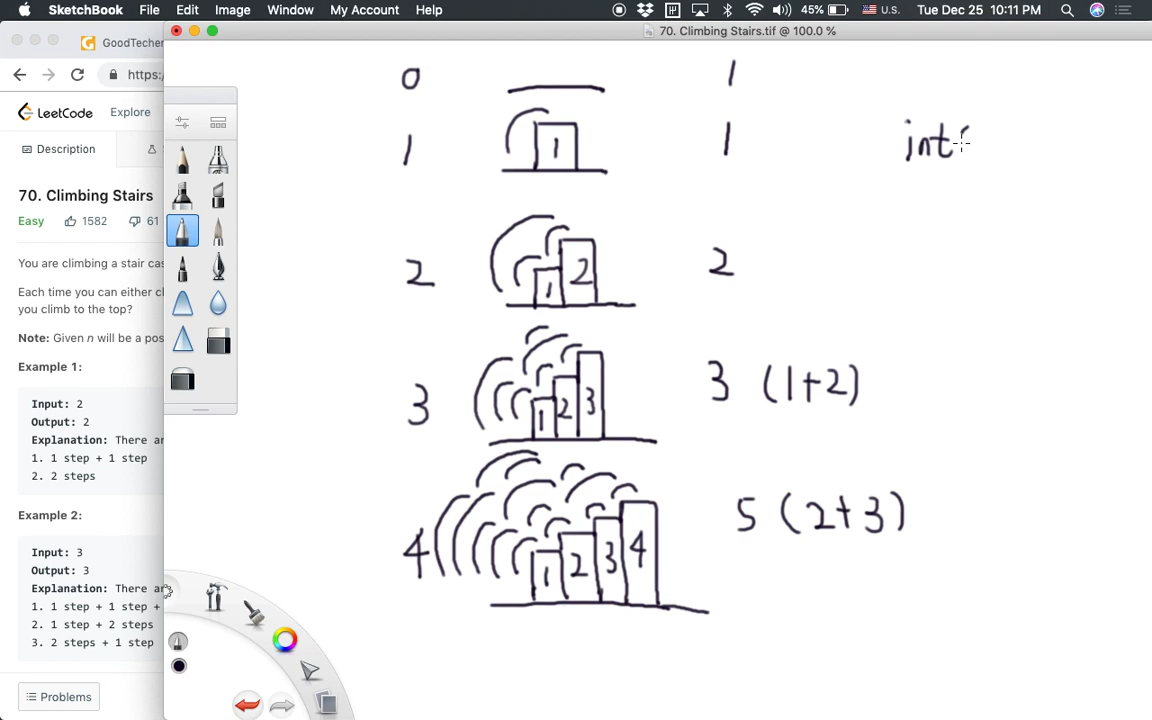 SketchBook File Edit Image Window My Account Help 45% U.S. Tue Dec 25 10:11 PM
GoodTecher
70. Climbing Stairs.tif @ 100.0 %
https:
LeetCode Explore
Description
70. Climbing Stairs
Easy 1582 61
You are climbing a stair cas
Each time you can either cl
you climb to the top?
Note: Given n will be a pos
Example 1:
Input: 2
Output: 2
Explanation: There ar
1. 1 step + 1 step
2. 2 steps
Example 2:
Input: 3
Output: 3
Explanation: There ar
1. 1 step + 1 step +
2. 1 step + 2 steps
3. 2 steps + 1 step
Problems
0 1
1 1 1 int
2 1 2 2
3 1 2 3 3 (1+2)
4 1 2 3 4 5 (2+3)